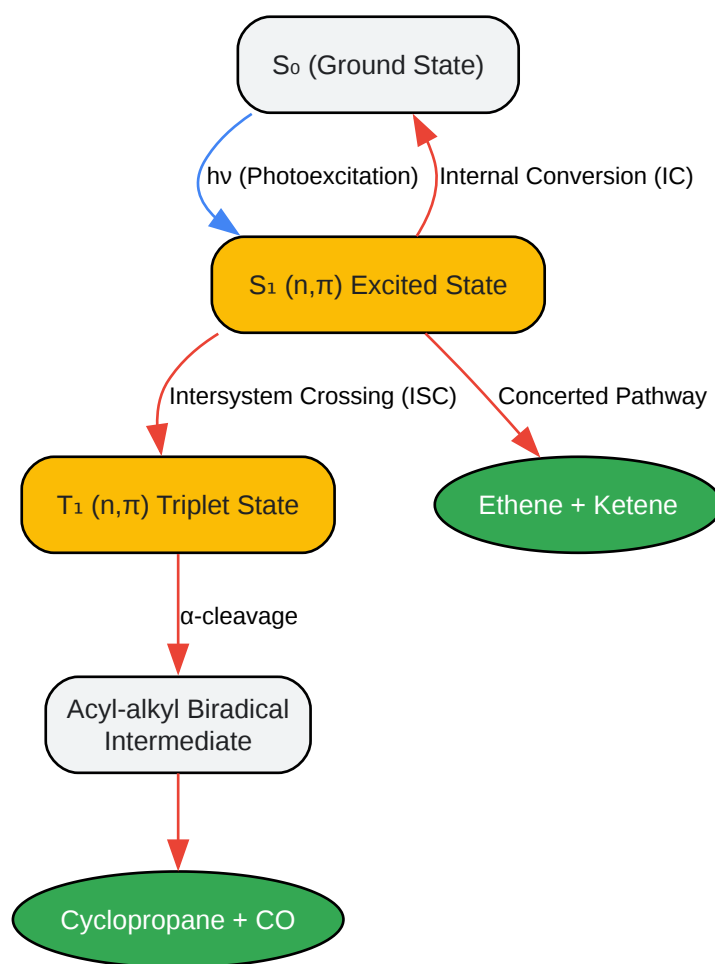 S₀ (Ground State)
hν (Photoexcitation)
Internal Conversion (IC)
S₁ (n,π) Excited State
Intersystem Crossing (ISC)
Concerted Pathway
T₁ (n,π) Triplet State
Ethene + Ketene
α-cleavage
Acyl-alkyl Biradical
Intermediate
Cyclopropane + CO